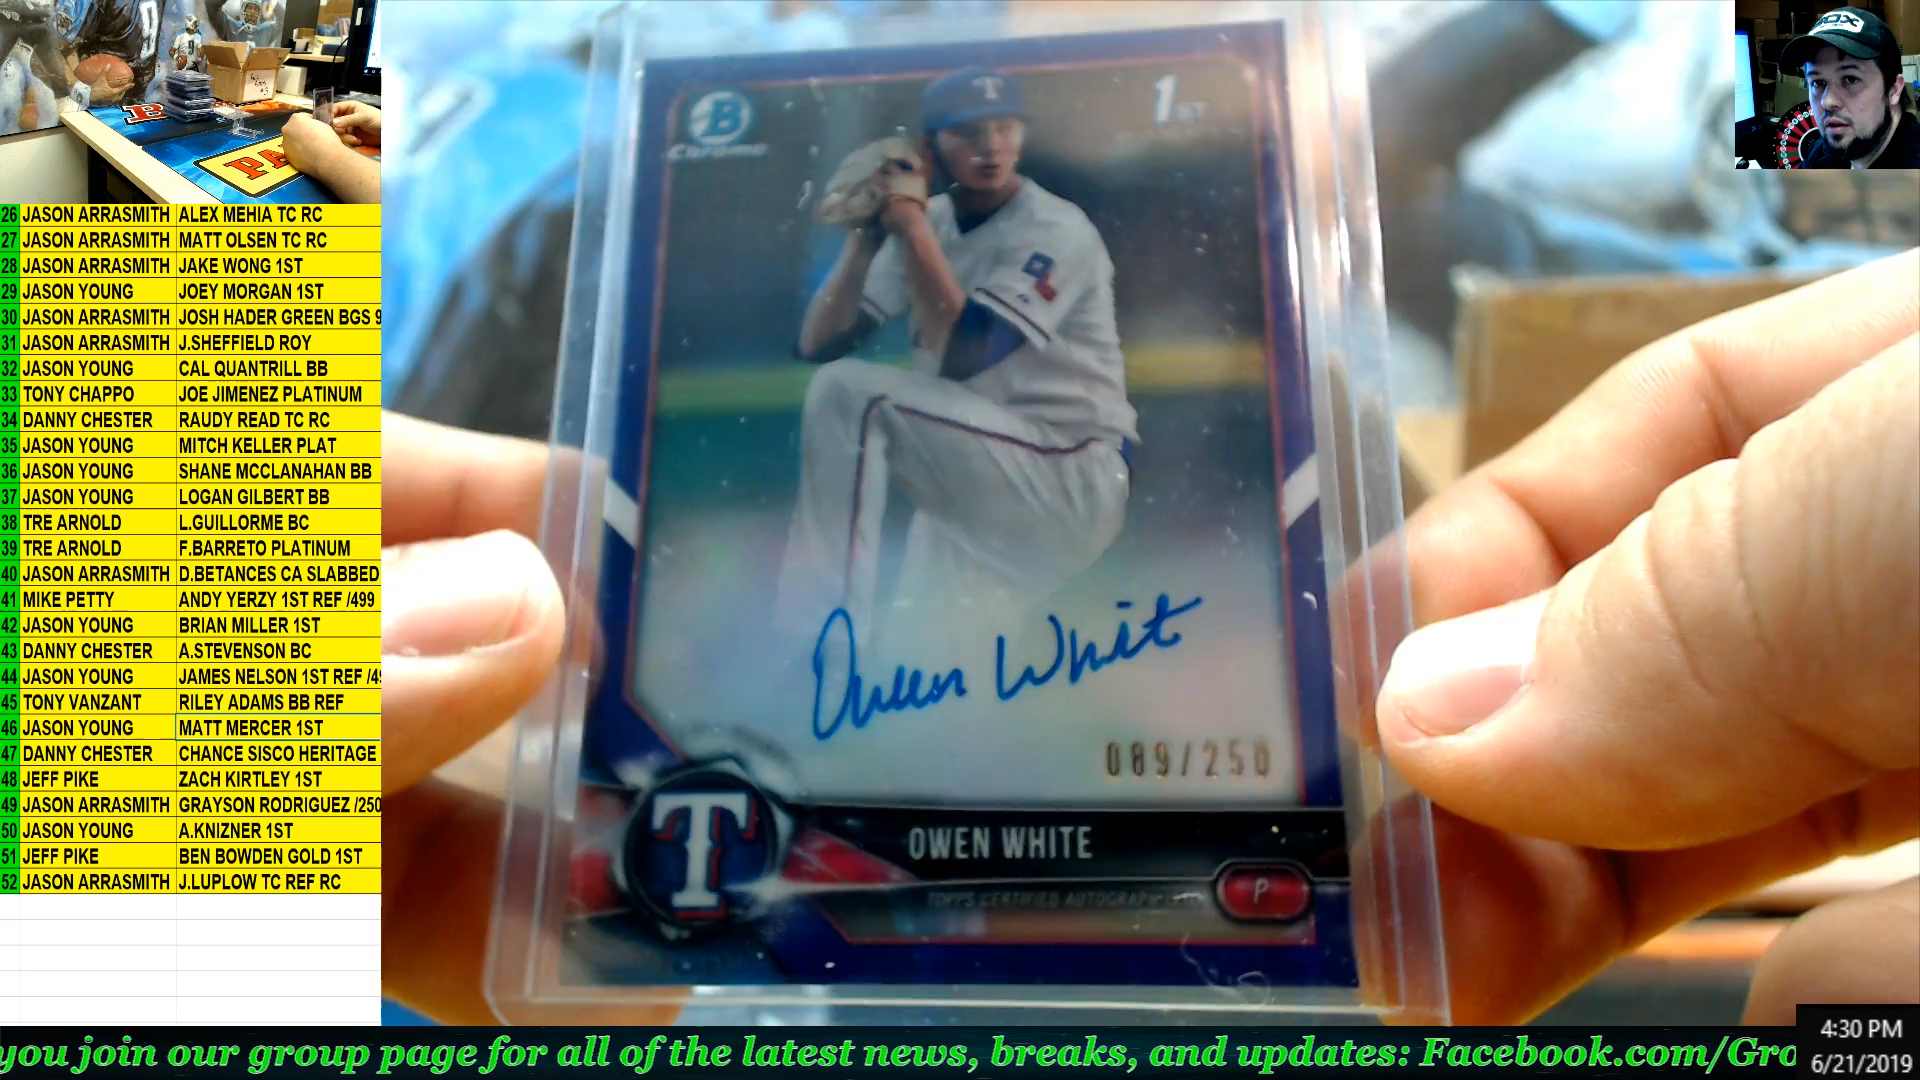 26 JASON ARRASMITH ALEX MEHIA TC RC
27 JASON ARRASMITH MATT OLSEN TC RC
28 JASON ARRASMITH JAKE WONG 1ST
29 JASON YOUNG JOEY MORGAN 1ST
30 JASON ARRASMITH JOSH HADER GREEN BGS 9
31 JASON ARRASMITH J.SHEFFIELD ROY
32 JASON YOUNG CAL QUANTRILL BB
33 TONY CHAPPO JOE JIMENEZ PLATINUM
34 DANNY CHESTER RAUDY READ TC RC
35 JASON YOUNG MITCH KELLER PLAT
36 JASON YOUNG SHANE MCCLANAHAN BB
37 JASON YOUNG LOGAN GILBERT BB
38 TRE ARNOLD L.GUILLORME BC
39 TRE ARNOLD F.BARRETO PLATINUM
40 JASON ARRASMITH D.BETANCES CA SLABBED
41 MIKE PETTY ANDY YERZY 1ST REF /499
42 JASON YOUNG BRIAN MILLER 1ST
43 DANNY CHESTER A.STEVENSON BC
44 JASON YOUNG JAMES NELSON 1ST REF /49
45 TONY VANZANT RILEY ADAMS BB REF
46 JASON YOUNG MATT MERCER 1ST
47 DANNY CHESTER CHANCE SISCO HERITAGE
48 JEFF PIKE ZACH KIRTLEY 1ST
49 JASON ARRASMITH GRAYSON RODRIGUEZ /250
50 JASON YOUNG A.KNIZNER 1ST
51 JEFF PIKE BEN BOWDEN GOLD 1ST
52 JASON ARRASMITH J.LUPLOW TC REF RC
B
Chrome
1ST
T
Owen Whit
089/250
T
OWEN WHITE
TOPPS CERTIFIED AUTOGRAPH
P
you join our group page for all of the latest news, breaks, and updates: Facebook.com/Gro
4:30 PM
6/21/2019